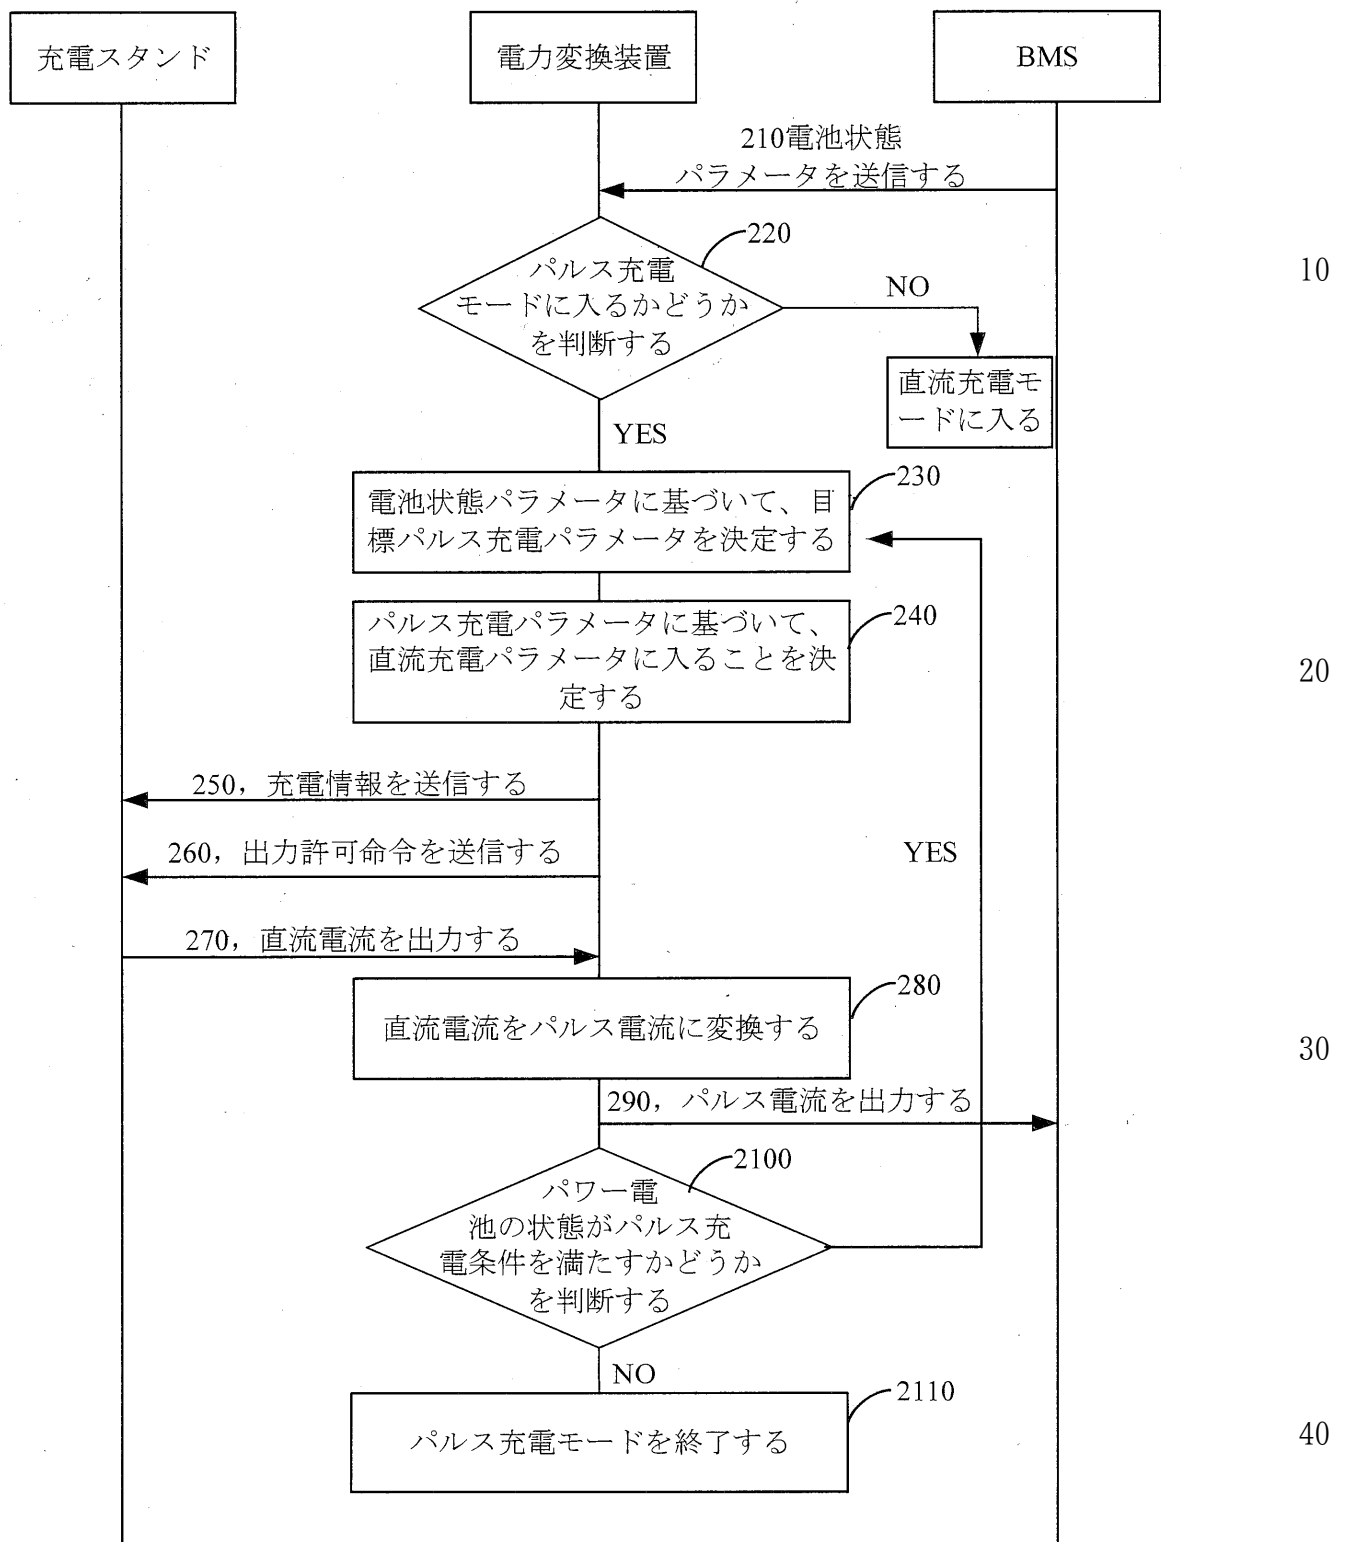 充電スタンド
電力変換装置
BMS
210電池状態
パラメータを送信する
220
パルス充電
モードに入るかどうか
を判断する
NO
10
直流充電モ
ードに入る
YES
230
電池状態パラメータに基づいて、目
標パルス充電パラメータを決定する
240
パルス充電パラメータに基づいて、
直流充電パラメータに入ることを決
定する
20
250，充電情報を送信する
260，出力許可命令を送信する
YES
270，直流電流を出力する
280
直流電流をパルス電流に変換する
30
290，パルス電流を出力する
2100
パワー電
池の状態がパルス充
電条件を満たすかどうか
を判断する
NO
2110
パルス充電モードを終了する
40